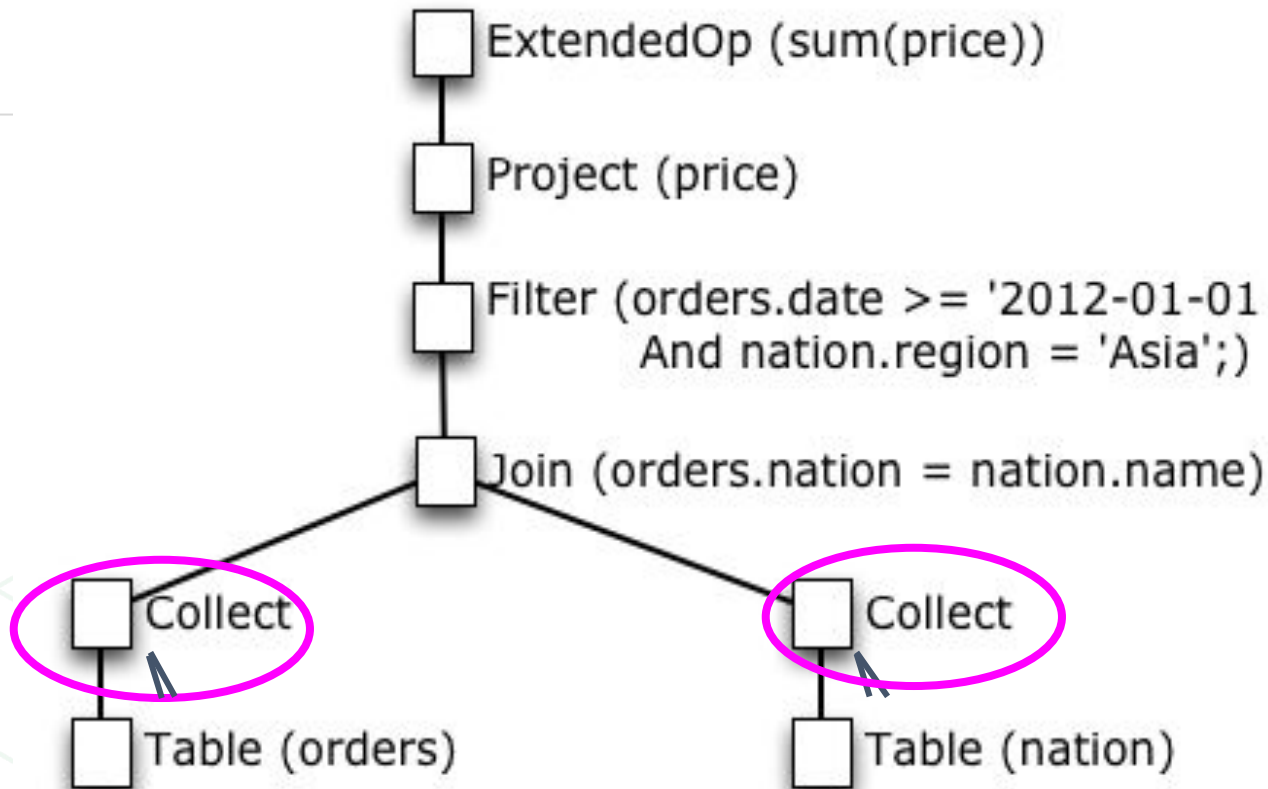 ExtendedOp (sum(price))
Project (price)
Filter (orders.date >= '2012-01-01
And nation.region = 'Asia';)
Join (orders.nation = nation.name)
Collect
Collect
Table (orders)
Table (nation)